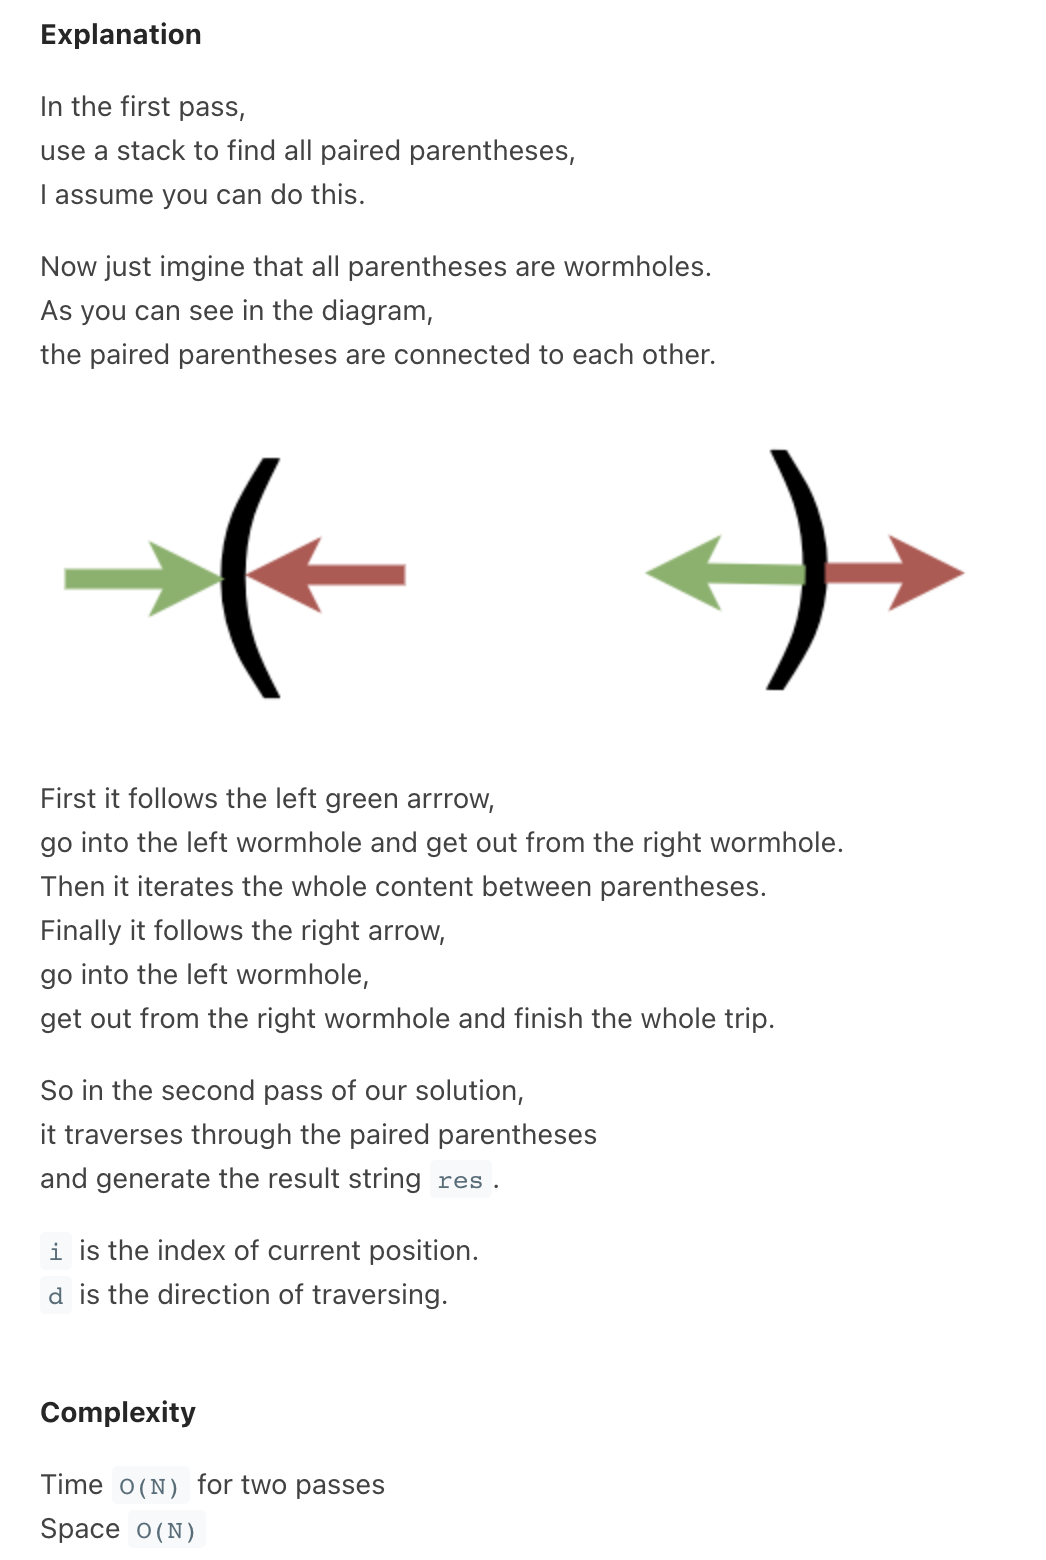 Explanation
In the first pass,
use a stack to find all paired parentheses,
I assume you can do this.
Now just imgine that all parentheses are wormholes.
As you can see in the diagram,
the paired parentheses are connected to each other.
( )
First it follows the left green arrrow,
go into the left wormhole and get out from the right wormhole.
Then it iterates the whole content between parentheses.
Finally it follows the right arrow,
go into the left wormhole,
get out from the right wormhole and finish the whole trip.
So in the second pass of our solution,
it traverses through the paired parentheses
and generate the result string res .
i is the index of current position.
d is the direction of traversing.
Complexity
Time O(N) for two passes
Space O(N)